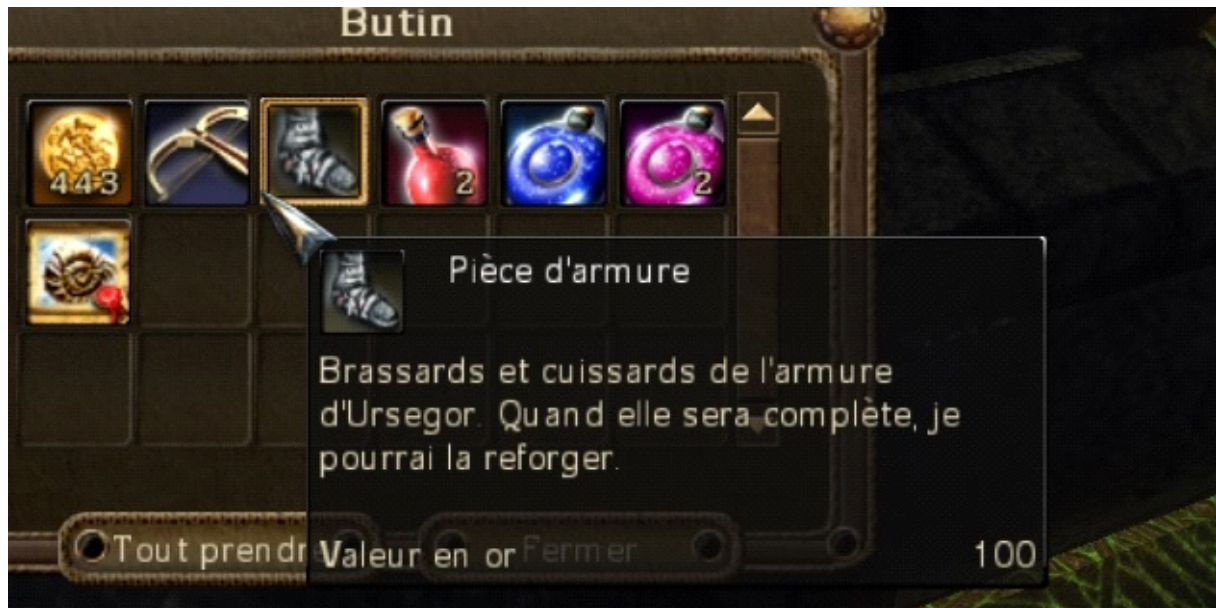 Butin
443
2
2
Pièce d'armure
Brassards et cuissards de l'armure
d'Ursegor. Quand elle sera complète, je
pourrai la reforger.
Tout prendr
Valeur en or
Fermer
100